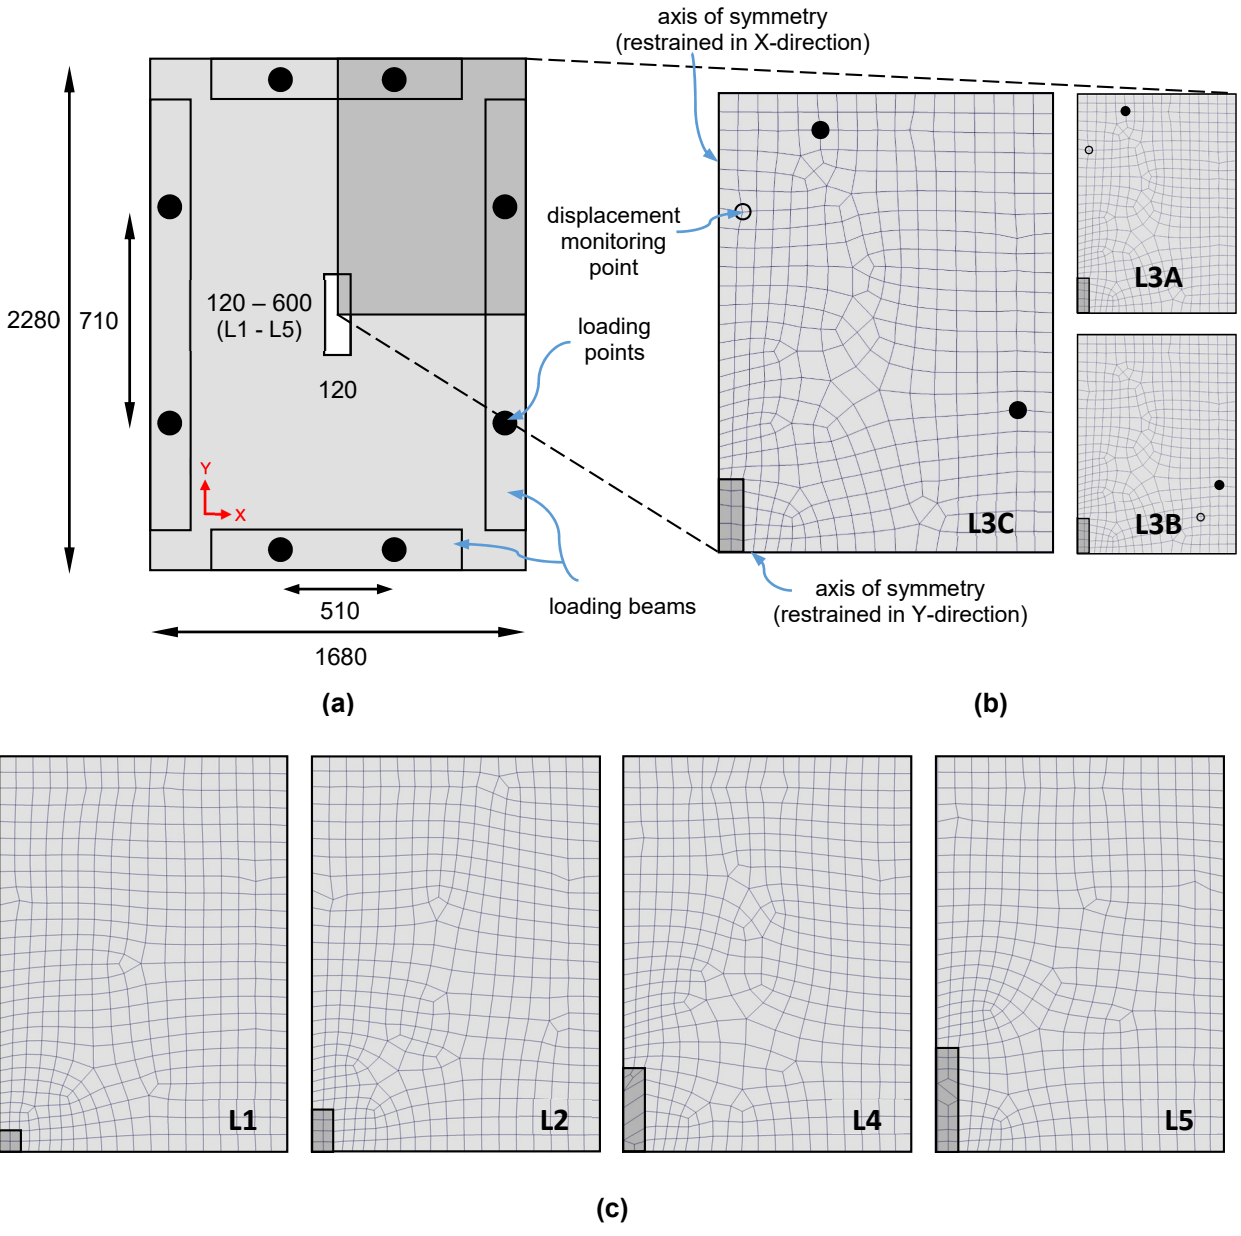 axis of symmetry
(restrained in X-direction)
displacement
monitoring
point
L3A
120 – 600
(L1 - L5)
2280
710
loading
points
120
Y
X
L3C
L3B
axis of symmetry
(restrained in Y-direction)
loading beams
510
1680
(a)
(b)
L1
L2
L4
L5
(c)